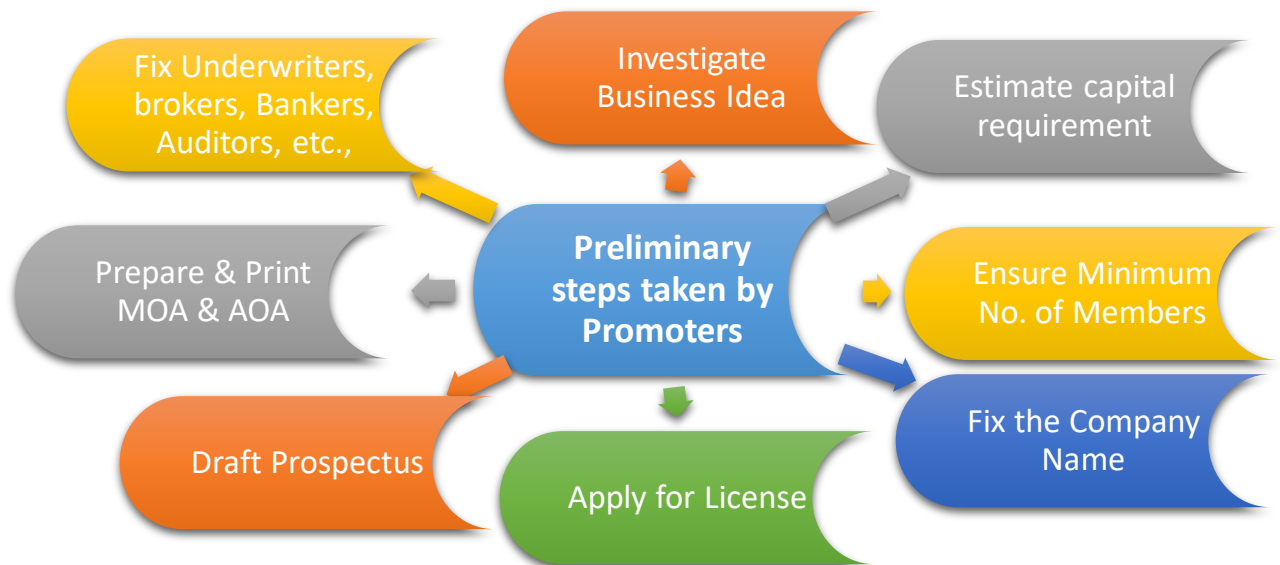 Preliminary
steps taken by
Promoters
Investigate
Business Idea
Estimate capital
requirement
Ensure Minimum
No. of Members
Fix the Company
Name
Apply for License
Draft Prospectus
Prepare & Print
MOA & AOA
Fix Underwriters,
brokers, Bankers,
Auditors, etc.,